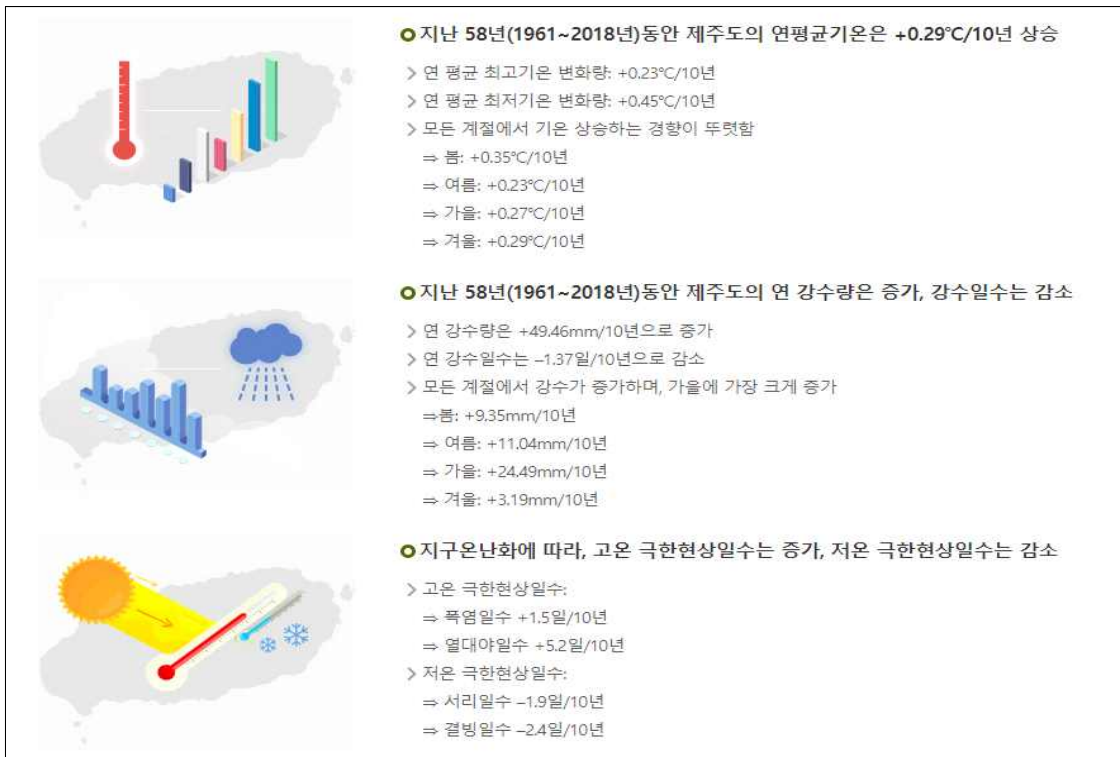 지난 58년(1961~2018년)동안 제주도의 연평균기온은 +0.29℃/10년 상승
> 연 평균 최고기온 변화량: +0.23℃/10년
> 연 평균 최저기온 변화량: +0.45℃/10년
> 모든 계절에서 기온 상승하는 경향이 뚜렷함
⇒ 봄: +0.35℃/10년
⇒ 여름: +0.23℃/10년
⇒ 가을: +0.27℃/10년
⇒ 겨울: +0.29℃/10년
지난 58년(1961~2018년)동안 제주도의 연 강수량은 증가, 강수일수는 감소
> 연 강수량은 +49.46mm/10년으로 증가
> 연 강수일수는 –1.37일/10년으로 감소
> 모든 계절에서 강수가 증가하며, 가을에 가장 크게 증가
⇒봄: +9.35mm/10년
⇒ 여름: +11.04mm/10년
⇒ 가을: +24.49mm/10년
⇒ 겨울: +3.19mm/10년
지구온난화에 따라, 고온 극한현상일수는 증가, 저온 극한현상일수는 감소
> 고온 극한현상일수:
⇒ 폭염일수 +1.5일/10년
⇒ 열대야일수 +5.2일/10년
> 저온 극한현상일수:
⇒ 서리일수 –1.9일/10년
⇒ 결빙일수 –2.4일/10년